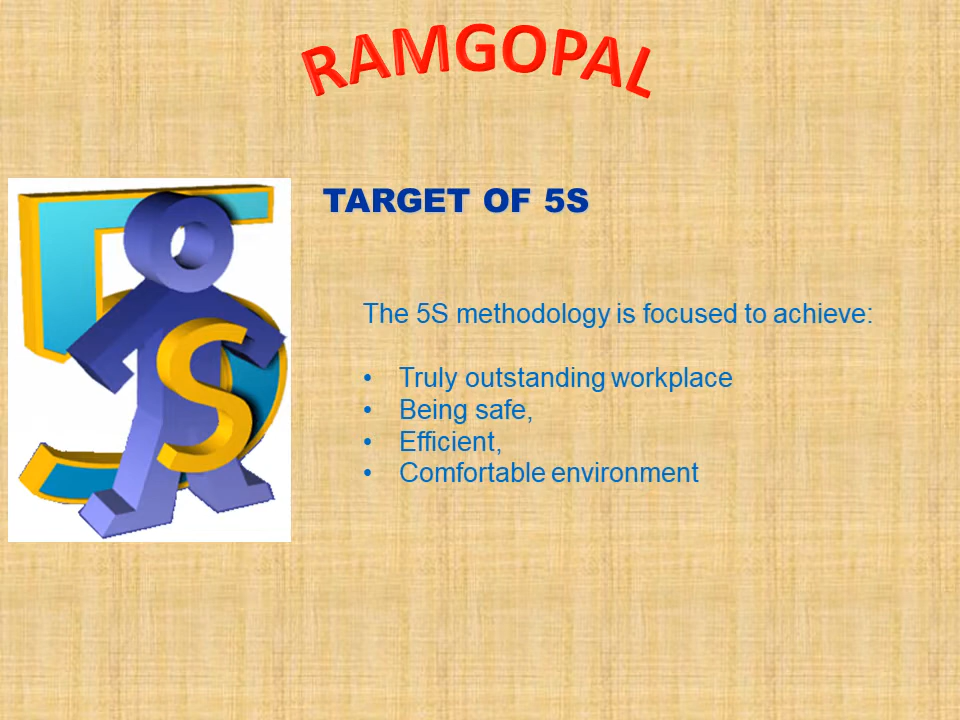 RAMGOPAL
TARGET OF 5S
The 5S methodology is focused to achieve:
• Truly outstanding workplace
• Being safe,
• Efficient,
• Comfortable environment
5S